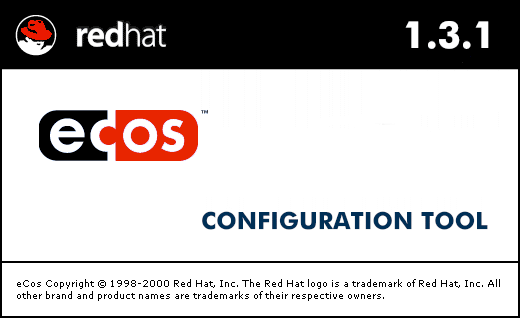 redhat 1.3.1
ecos ™
CONFIGURATION TOOL
eCos Copyright © 1998-2000 Red Hat, Inc. The Red Hat logo is a trademark of Red Hat, Inc. All
other brand and product names are trademarks of their respective owners.